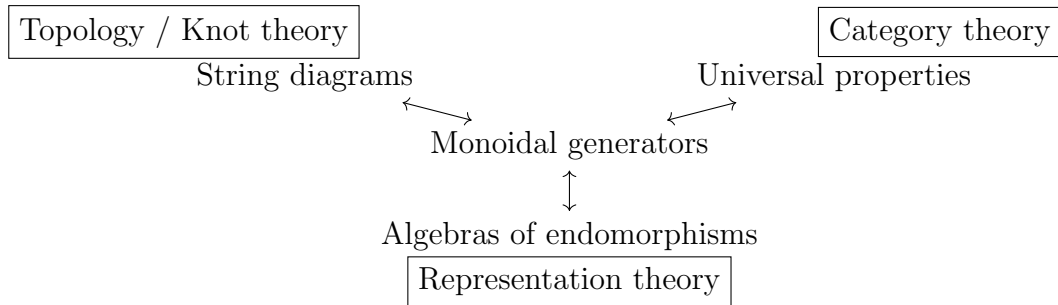 Topology / Knot theory
Category theory
String diagrams
Universal properties
Monoidal generators
Algebras of endomorphisms
Representation theory